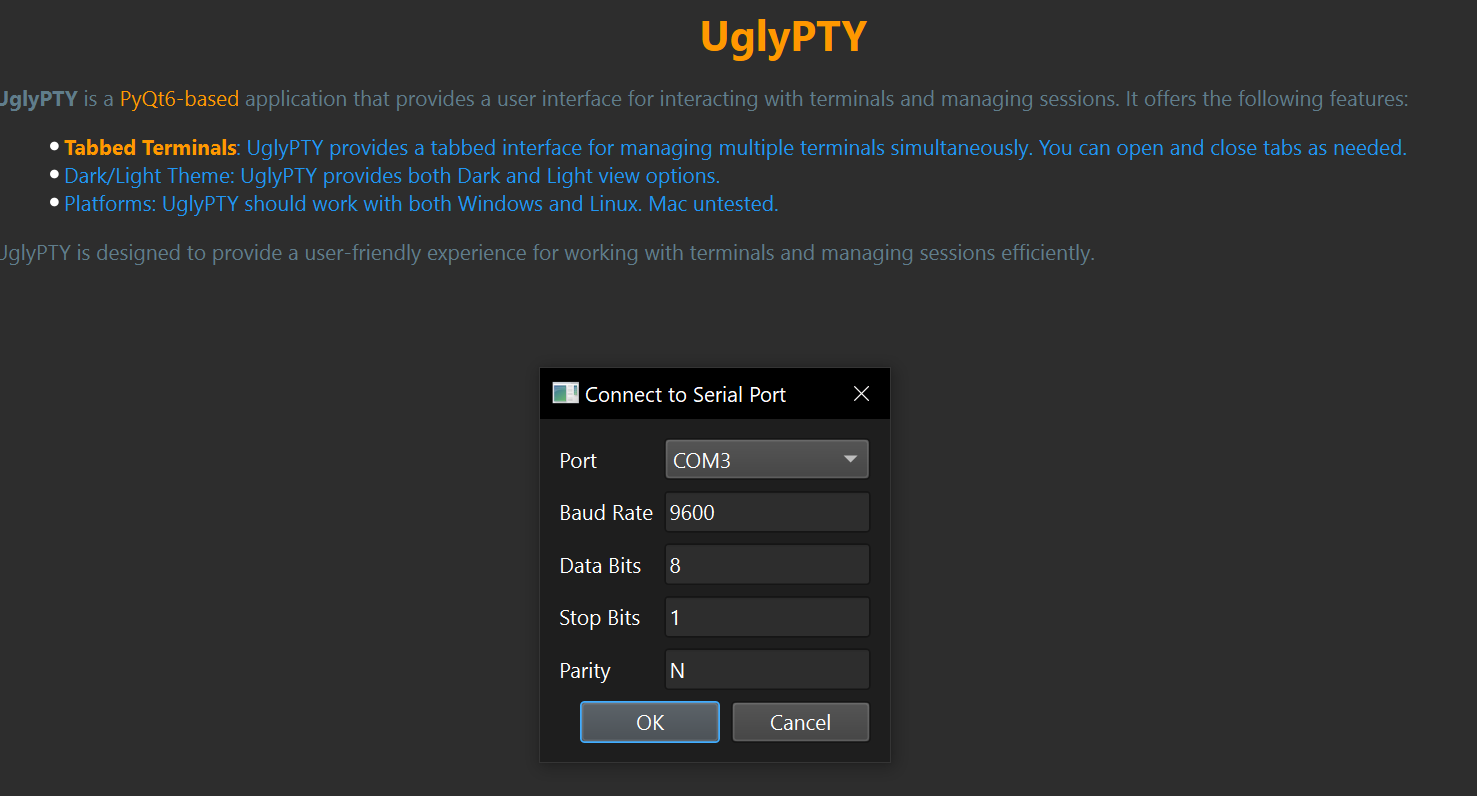 UglyPTY
UglyPTY is a PyQt6-based application that provides a user interface for interacting with terminals and managing sessions. It offers the following features:
Tabbed Terminals: UglyPTY provides a tabbed interface for managing multiple terminals simultaneously. You can open and close tabs as needed.
Dark/Light Theme: UglyPTY provides both Dark and Light view options.
Platforms: UglyPTY should work with both Windows and Linux. Mac untested.
UglyPTY is designed to provide a user-friendly experience for working with terminals and managing sessions efficiently.
Connect to Serial Port
Port COM3
Baud Rate 9600
Data Bits 8
Stop Bits 1
Parity N
OK Cancel